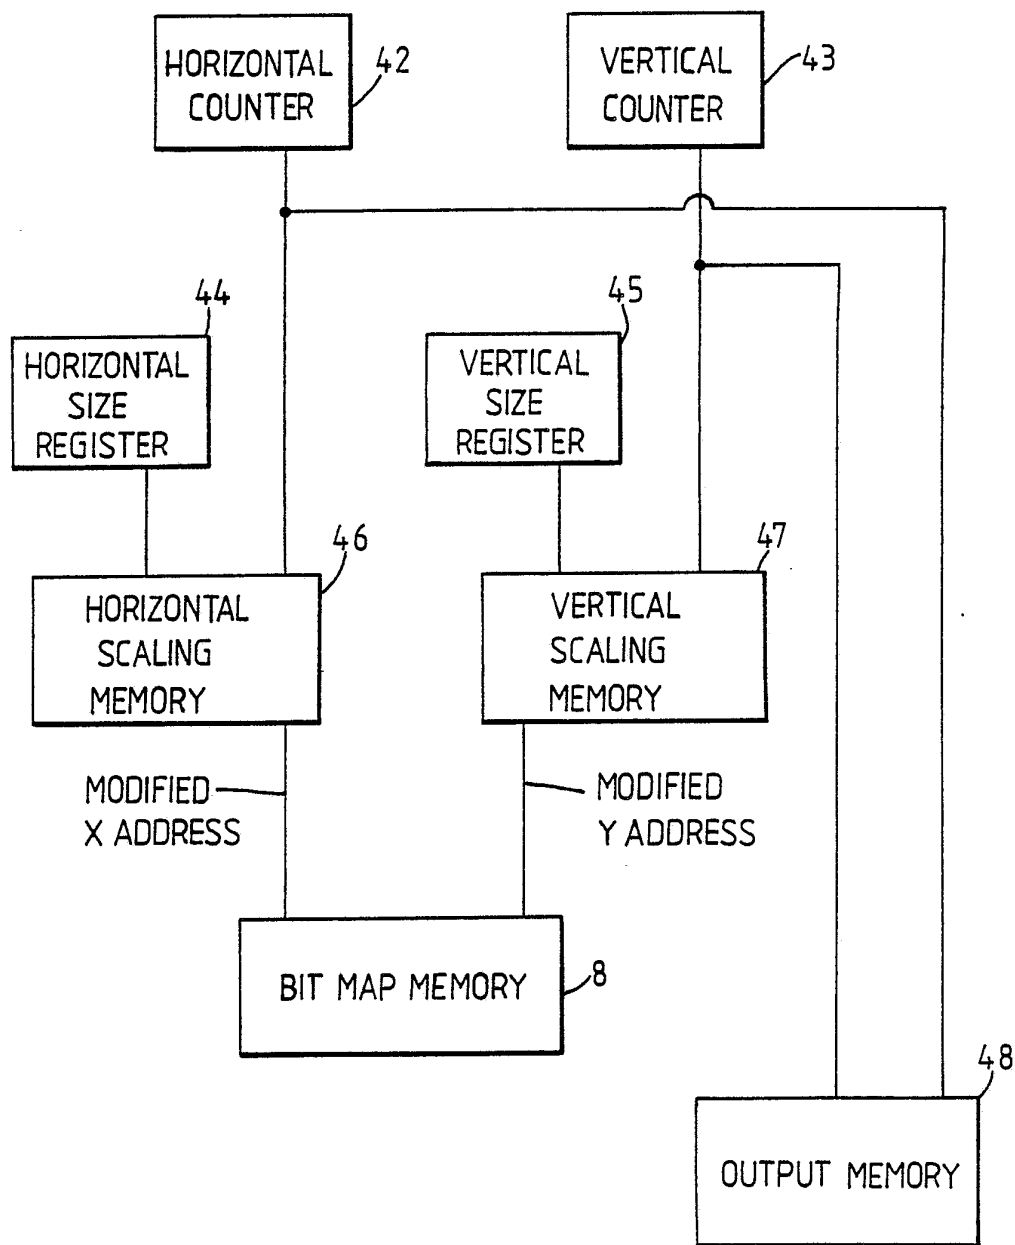 HORIZONTAL
COUNTER
42
VERTICAL
COUNTER
43
44
HORIZONTAL
SIZE
REGISTER
45
VERTICAL
SIZE
REGISTER
46
HORIZONTAL
SCALING
MEMORY
47
VERTICAL
SCALING
MEMORY
MODIFIED
X ADDRESS
MODIFIED
Y ADDRESS
BIT MAP MEMORY
8
48
OUTPUT MEMORY